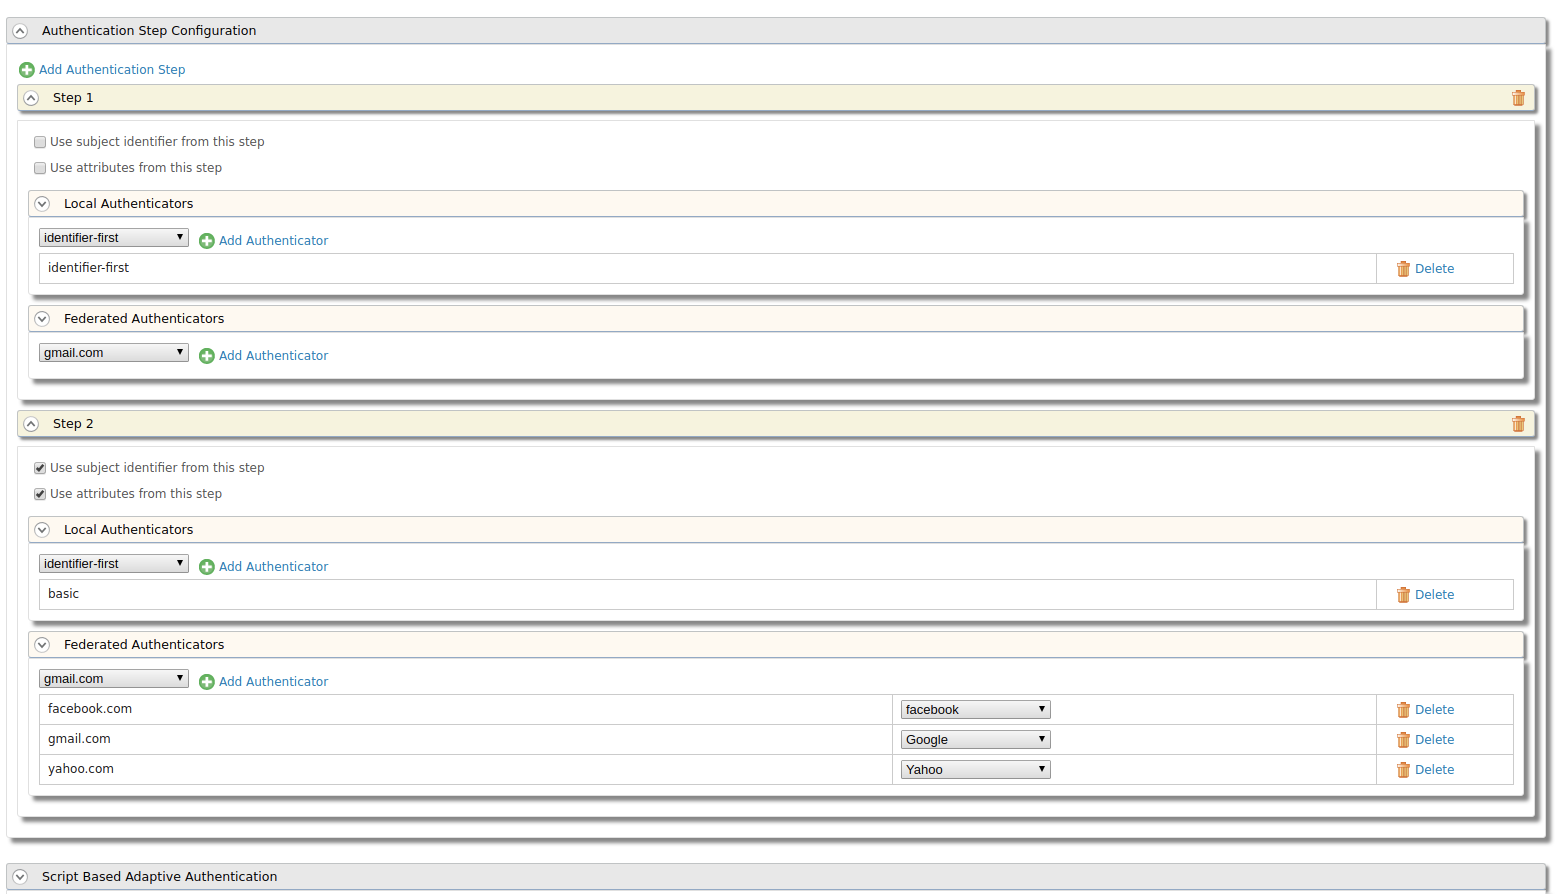 Authentication Step Configuration
Add Authentication Step
Step 1
Use subject identifier from this step
Use attributes from this step
Local Authenticators
identifier-first Add Authenticator
identifier-first Delete
Federated Authenticators
gmail.com Add Authenticator
Step 2
Use subject identifier from this step
Use attributes from this step
Local Authenticators
identifier-first Add Authenticator
basic Delete
Federated Authenticators
gmail.com Add Authenticator
facebook.com facebook Delete
gmail.com Google Delete
yahoo.com Yahoo Delete
Script Based Adaptive Authentication